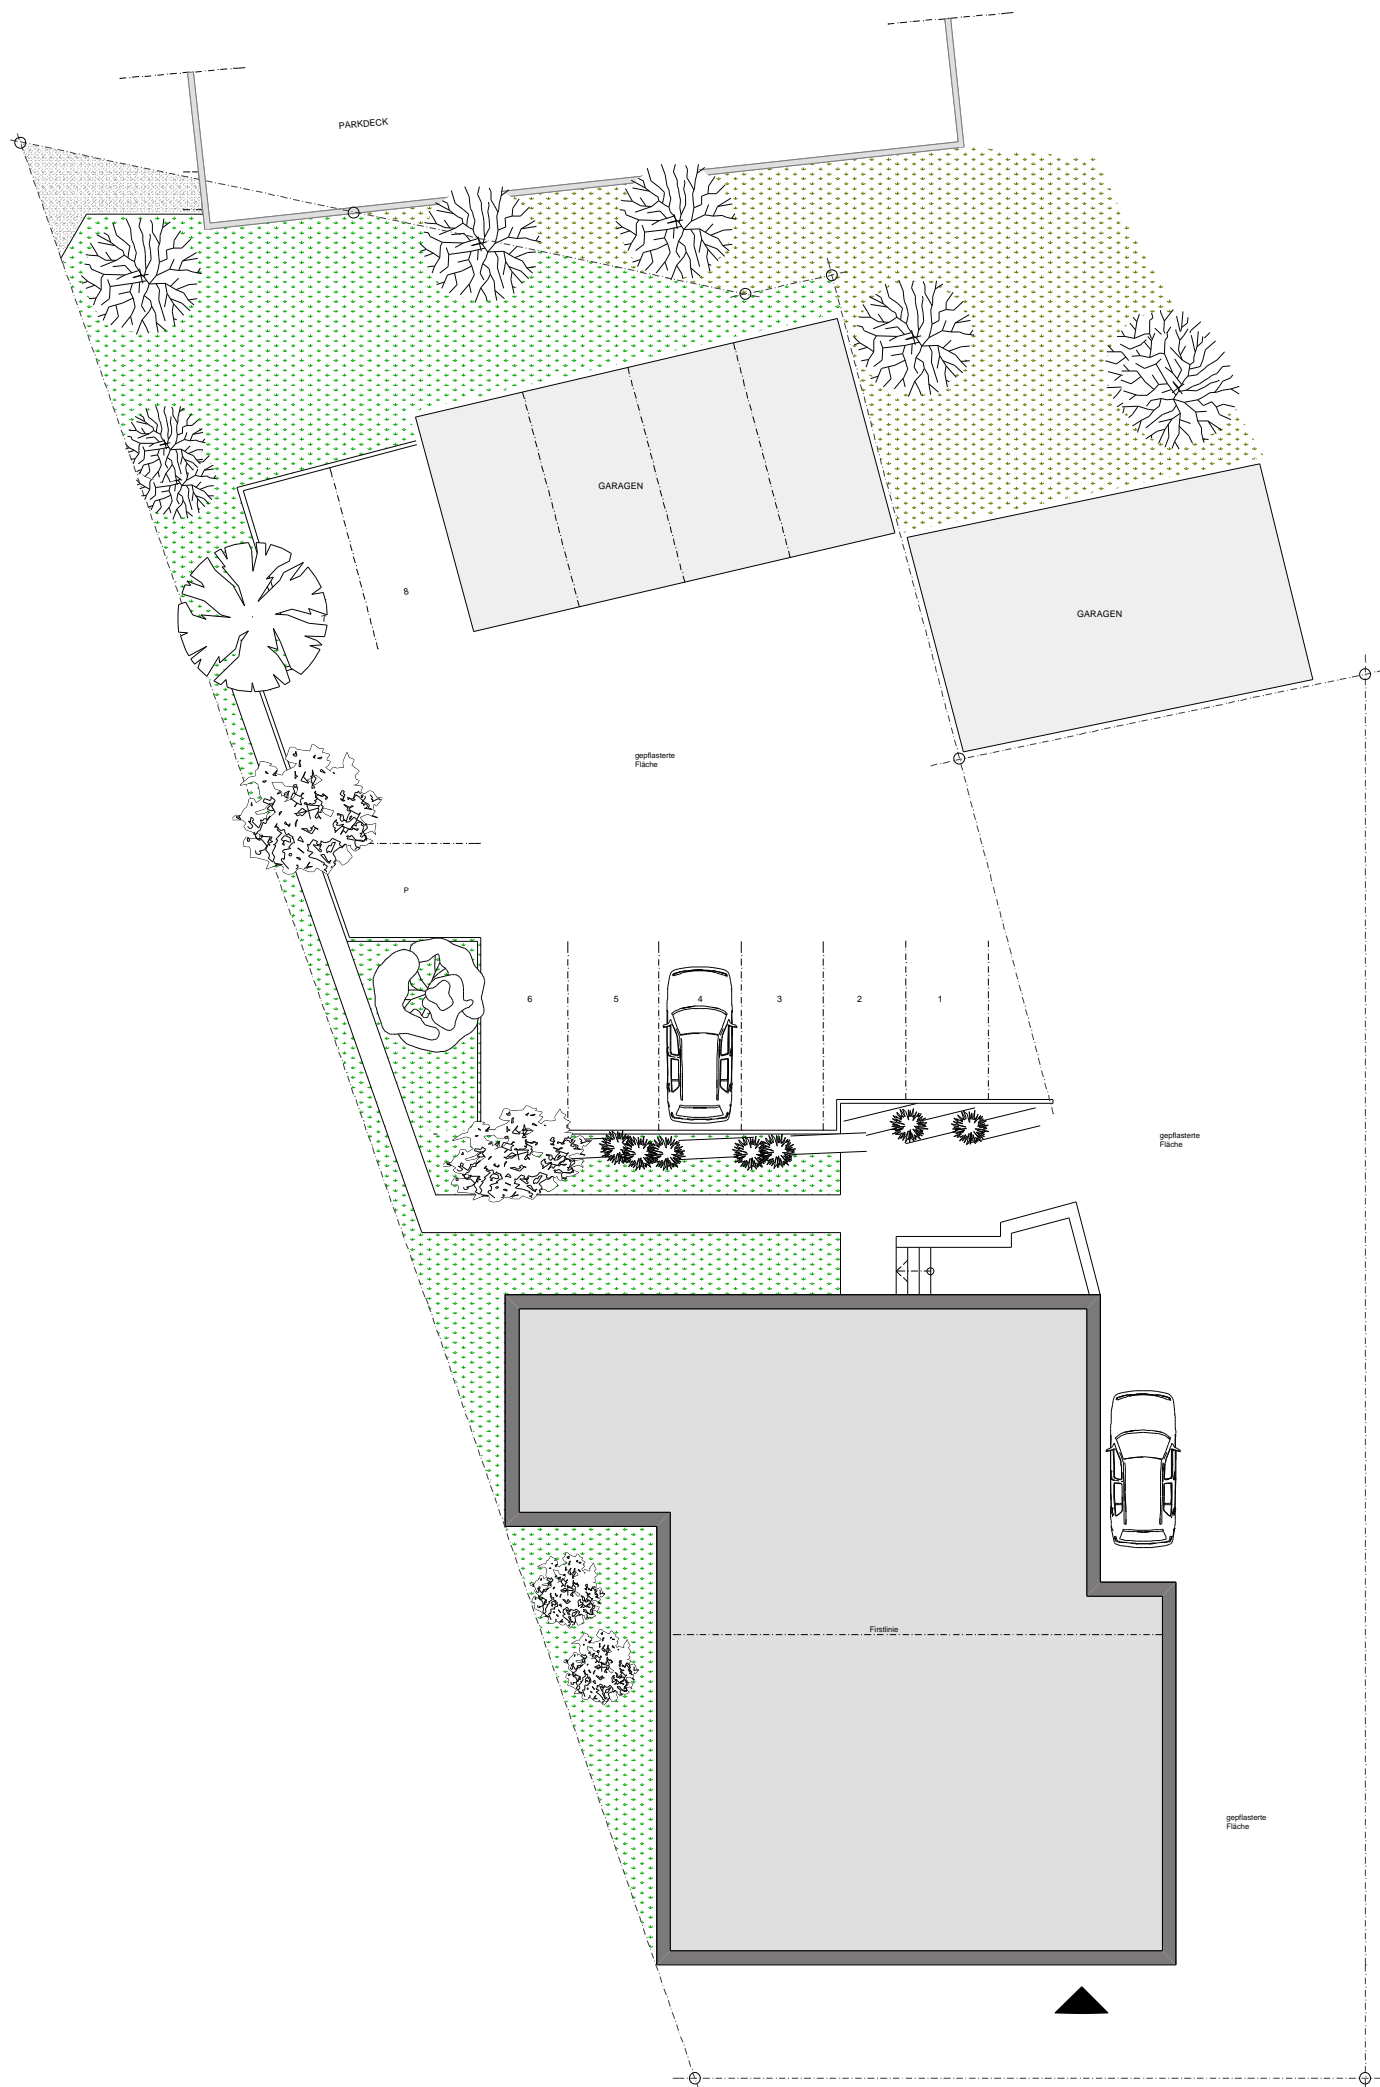 PARKDECK
GARAGEN
8
GARAGEN
gepflasterte
Fläche
P
6
5
4
3
2
1
gepflasterte
Fläche
Firstlinie
gepflasterte
Fläche